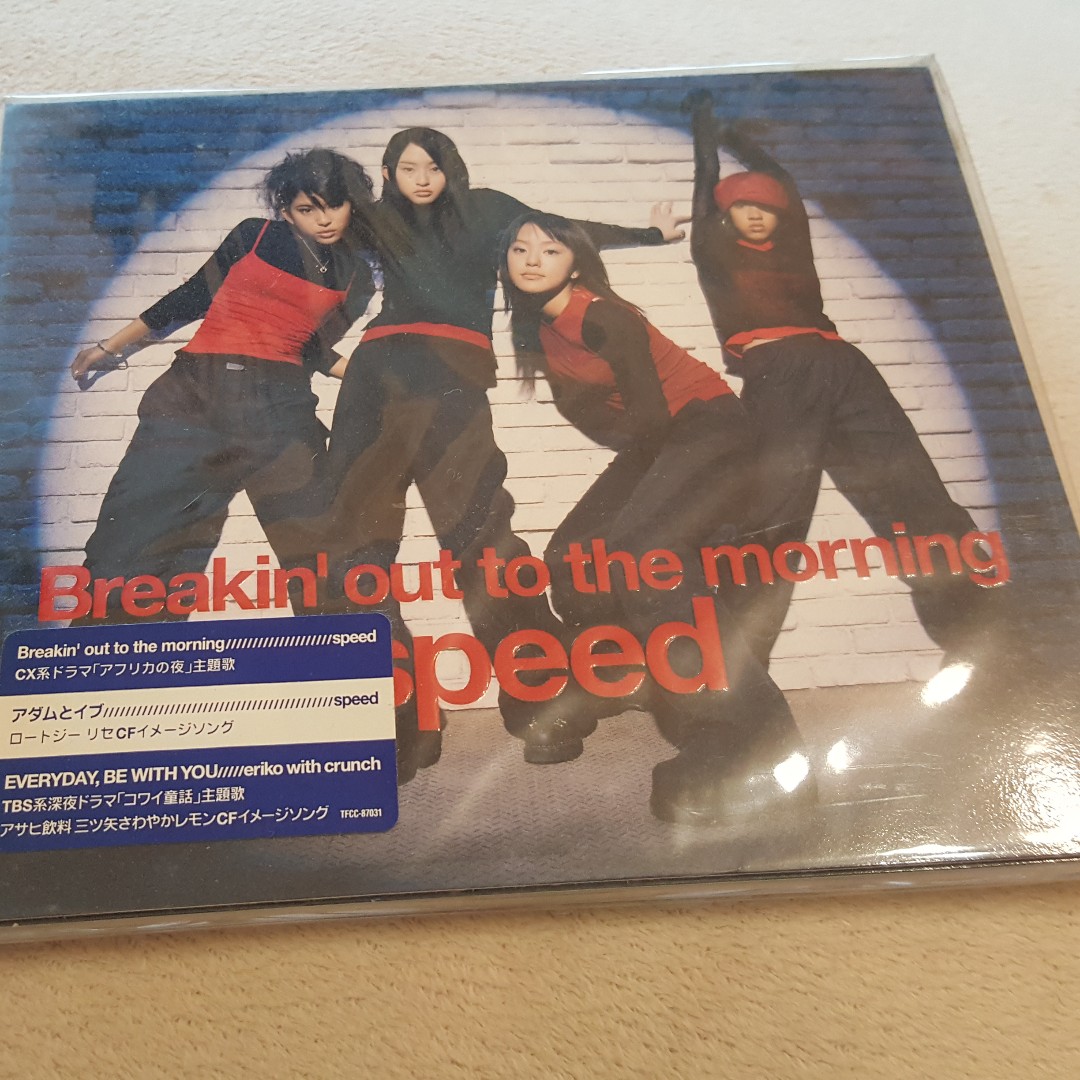 Breakin' out to the morning
speed
Breakin' out to the morning////////////////////speed
CX系ドラマ「アフリカの夜」主題歌
アダムとイブ/////////////////////////////////////////speed
ロートジー リセCFイメージソング
EVERYDAY, BE WITH YOU/////eriko with crunch
TBS系深夜ドラマ「コワイ童話」主題歌
アサヒ飲料 三ツ矢さわやかレモンCFイメージソング TFCC-87031